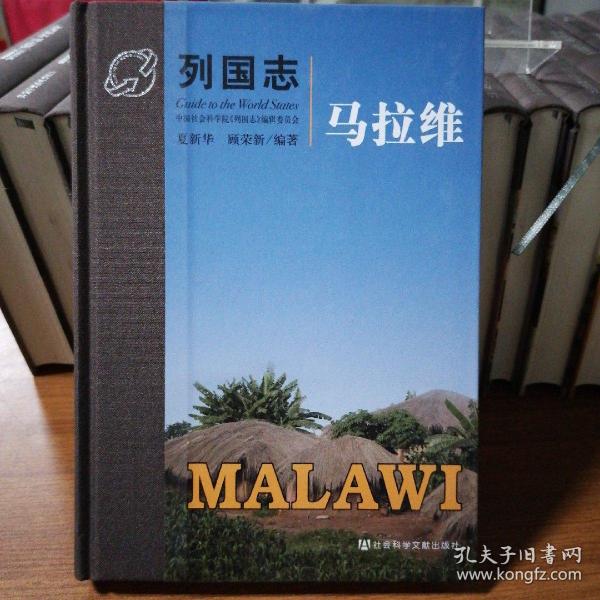 列国志
Guide to the World States
中国社会科学院《列国志》编辑委员会
夏新华 顾荣新/编著
马拉维
MALAWI
社会科学文献出版社
孔夫子旧书网
www.kongfz.com